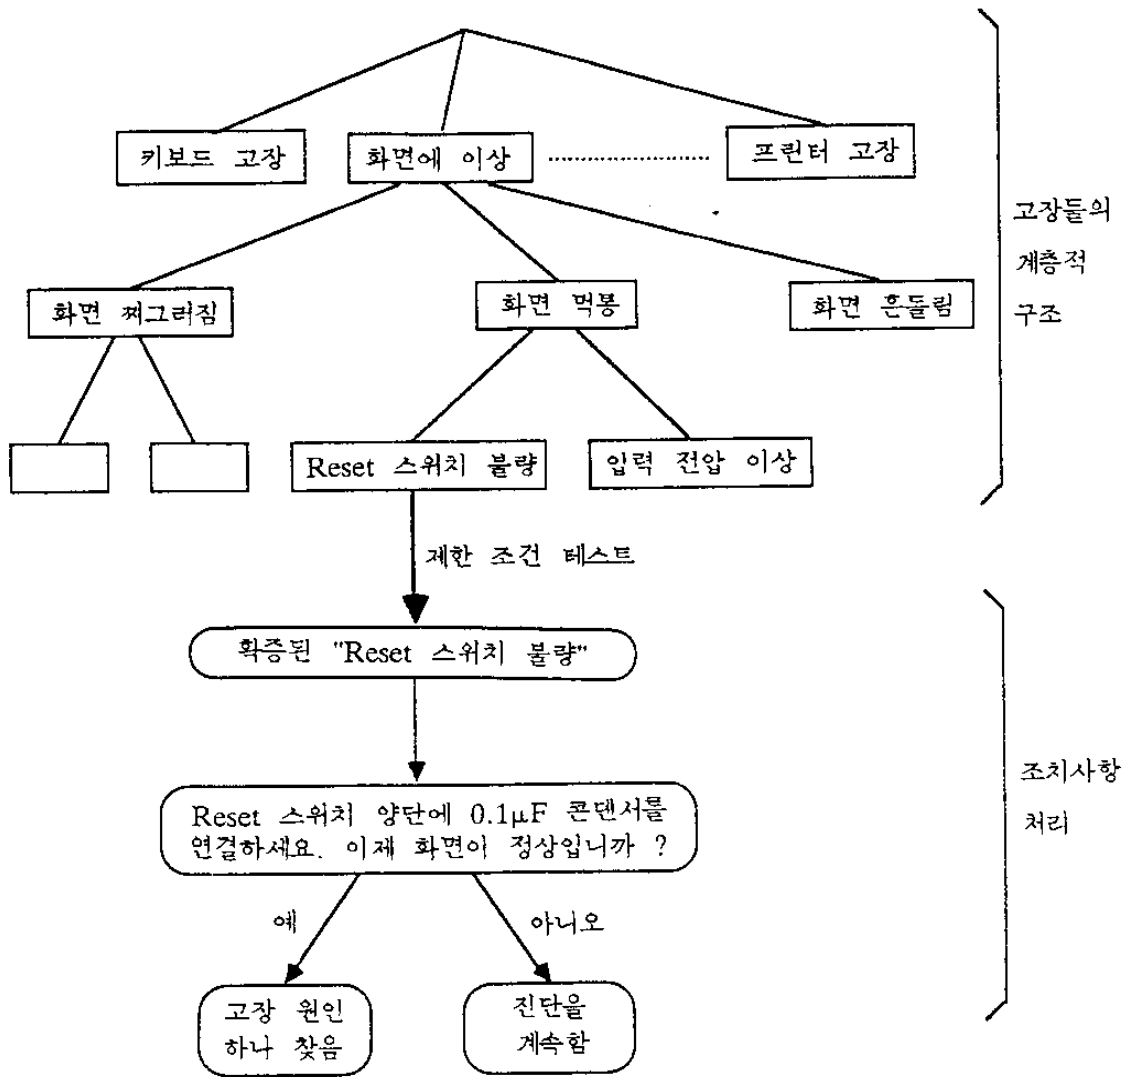 키보드 고장
화면에 이상
프린터 고장
고장들의
계층적
구조
화면 찌그러짐
화면 먹통
화면 흔들림
Reset 스위치 불량
입력 전압 이상
제한 조건 테스트
확증된 "Reset 스위치 불량"
Reset 스위치 양단에 0.1μF 콘덴서를
연결하세요. 이제 화면이 정상입니까 ?
조치사항
처리
예
아니오
고장 원인
하나 찾음
진단을
계속함